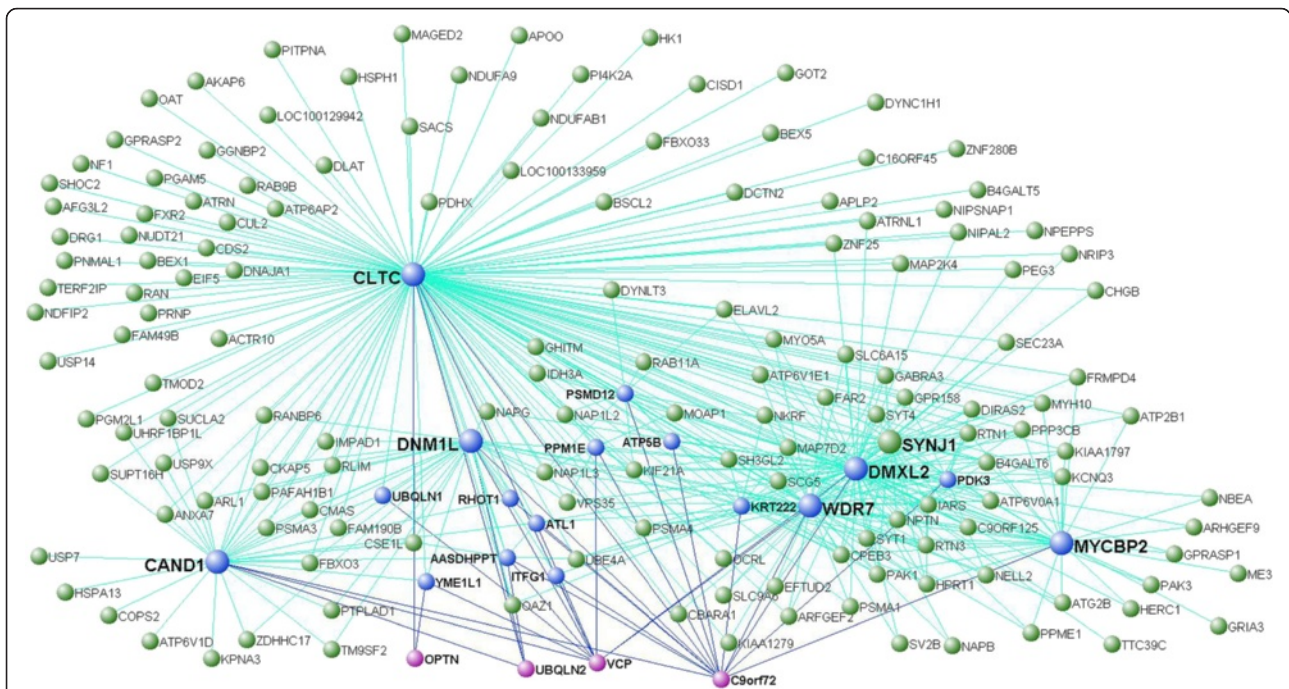 MAGED2
APOO
HK1
PITPNA
HSPH1
NDUFA9
PI4K2A
GOT2
AKAP6
CISD1
OAT
DYNC1H1
LOC100129942
SACS
NDUFAB1
BEX5
GPRASP2
FBXO33
ZNF280B
GGNBP2
C16ORF45
NF1
DLAT
LOC100133959
PGAM5
RAB9B
SHOC2
DCTN2
B4GALT5
ATRN
PDHX
BSCL2
APLP2
AFG3L2
ATP6AP2
NIPSNAP1
FXR2
CUL2
ATRNL1
NIPAL2
NPEPPS
DRG1
NUDT21
CDS2
ZNF25
NRIP3
PNMAL1
BEX1
DNAJA1
MAP2K4
PEG3
EIF5
CLTC
TERF2IP
RAN
DYNLT3
CHGB
NDFIP2
PRNP
ELAVL2
FAM49B
ACTR10
MYO5A
SEC23A
GHITM
SLC6A15
USP14
RAB11A
IDH3A
ATP6V1E1
GABRA3
FRMPD4
TMOD2
PSMD12
FAR2
GPR158
MYH10
PGM2L1
SUCLA2
RANBP6
NAPG
NAP1L2
MOAP1
NKRF
SYT4
DIRAS2
ATP2B1
UHRF1BP1L
RTN1
PPP3CB
IMPAD1
DNM1L
PPM1E
ATP5B
MAP7D2
SYNJ1
KIAA1797
USP9X
CKAP5
RLIM
SH3GL2
B4GALT6
SUPT16H
NAP1L3
KIF21A
DMXL2
KCNQ3
SCG5
PDK3
PAFAH1B1
UBQLN1
RHOT1
NBEA
ARL1
VPS35
KRT222
WDR7
IARS
ATP6V0A1
ANXA7
CMAS
ATL1
NPTN
PSMA3
FAM190B
PSMA4
C9ORF125
ARHGEF9
CSE1L
SYT1
RTN3
MYCBP2
USP7
CAND1
FBXO3
AASDHPPT
UBE4A
OCRL
CPEB3
GPRASP1
ITFG1
PAK1
NELL2
ME3
YME1L1
EFTUD2
HPRT1
PAK3
HSPA13
SLC9A6
OAZ1
PSMA1
ATG2B
HERC1
COPS2
PTPLAD1
CBARA1
ARFGEF2
GRIA3
PPME1
ATP6V1D
ZDHHC17
KIAA1279
SV2B
NAPB
TTC39C
KPNA3
TM9SF2
OPTN
UBQLN2
VCP
C9orf72